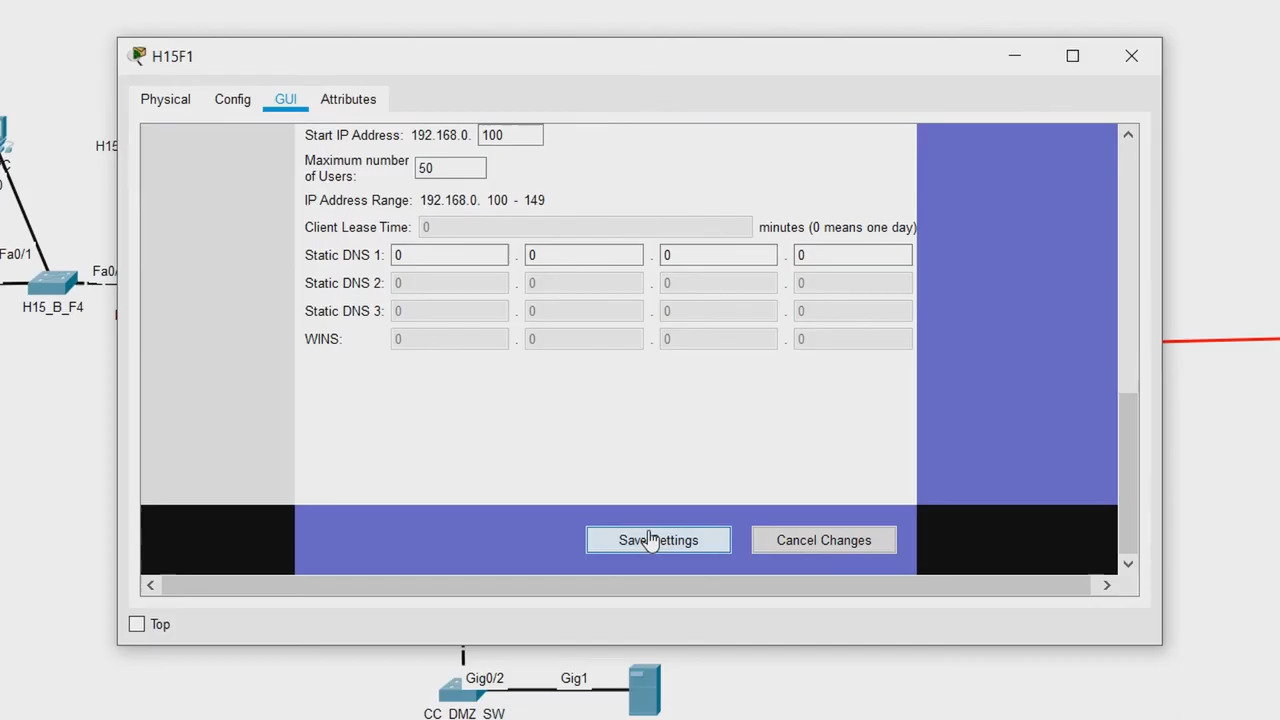 H15F1
Physical Config GUI Attributes
Start IP Address: 192.168.0. 100
Maximum number
of Users: 50
IP Address Range: 192.168.0. 100 - 149
Client Lease Time: 0 minutes (0 means one day)
Static DNS 1: 0 . 0 . 0 . 0
Static DNS 2: 0 . 0 . 0 . 0
Static DNS 3: 0 . 0 . 0 . 0
WINS: 0 . 0 . 0 . 0
Save Settings Cancel Changes
Top
H15
Fa0/1
Fa0/
H15_B_F4
Gig0/2 Gig1
CC_DMZ_SW